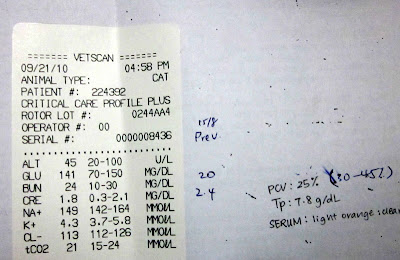 ======= VETSCAN =======
09/21/10 04:58 PM
ANIMAL TYPE: CAT
PATIENT #: 224392
CRITICAL CARE PROFILE PLUS
ROTOR LOT #: 0244AA4
OPERATOR #: 00
SERIAL #: 0000008436
ALT 45 20-100 U/L
GLU 141 70-150 MG/DL
BUN 24 10-30 MG/DL
CRE 1.8 0.3-2.1 MG/DL
NA+ 149 142-164 MMOL/L
K+ 4.3 3.7-5.8 MMOL/L
CL- 113 112-126 MMOL/L
tCO2 21 15-24 MMOL/L
15/8
Prev.
20
2.4
PCV: 25% (30-45%)
Tp: 7.8 g/dL
SERUM: light orange;